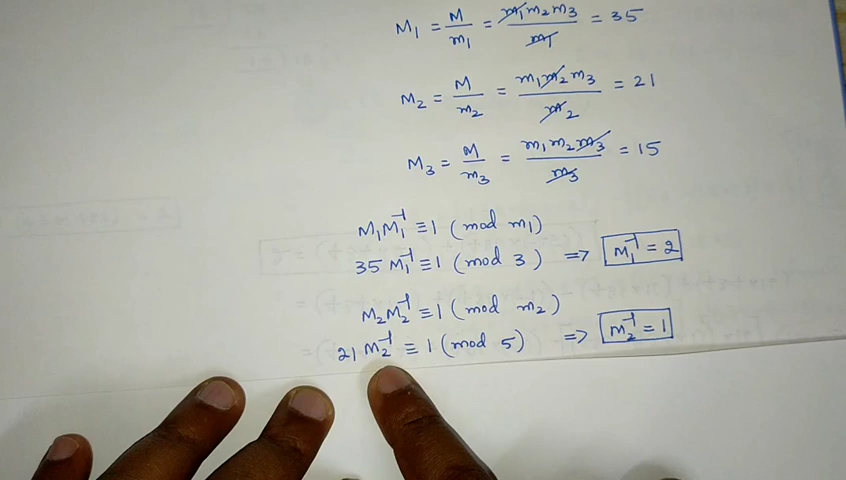 M₁ = M/m₁ = m₁m₂m₃/m₁ = 35
M₂ = M/m₂ = m₁m₂m₃/m₂ = 21
M₃ = M/m₃ = m₁m₂m₃/m₃ = 15
M₁M₁⁻¹ ≡ 1 (mod m₁)
35 M₁⁻¹ ≡ 1 (mod 3) => M₁⁻¹ = 2
M₂M₂⁻¹ ≡ 1 (mod m₂)
21 M₂⁻¹ ≡ 1 (mod 5) => M₂⁻¹ = 1